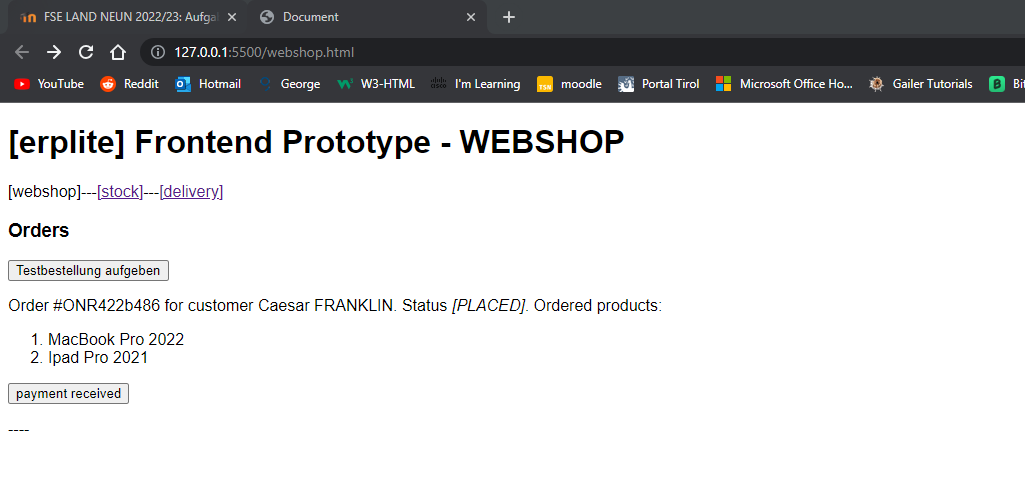 FSE LAND NEUN 2022/23: Aufga
Document
127.0.0.1:5500/webshop.html
YouTube
Reddit
Hotmail
George
W3-HTML
I'm Learning
moodle
Portal Tirol
Microsoft Office Ho...
Gailer Tutorials
Bit
[erplite] Frontend Prototype - WEBSHOP
[webshop]---[stock]---[delivery]
Orders
Testbestellung aufgeben
Order #ONR422b486 for customer Caesar FRANKLIN. Status [PLACED]. Ordered products:
1. MacBook Pro 2022
2. Ipad Pro 2021
payment received
----